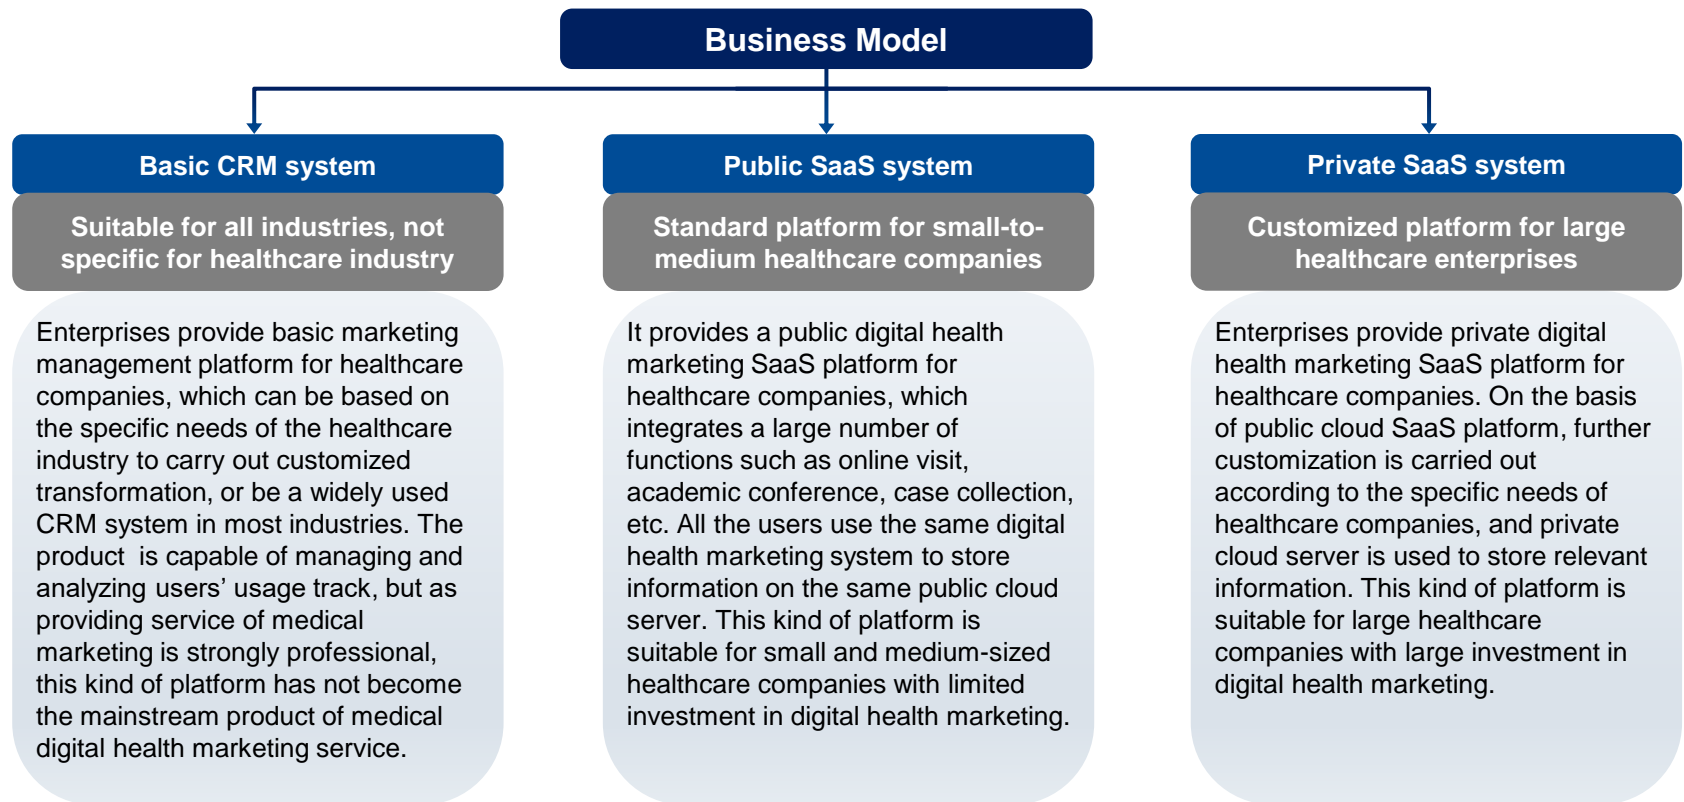 Business Model
Basic CRM system
Suitable for all industries, not
specific for healthcare industry
Enterprises provide basic marketing
management platform for healthcare
companies, which can be based on
the specific needs of the healthcare
industry to carry out customized
transformation, or be a widely used
CRM system in most industries. The
product  is capable of managing and
analyzing users’ usage track, but as
providing service of medical
marketing is strongly professional,
this kind of platform has not become
the mainstream product of medical
digital health marketing service.
Public SaaS system
Standard platform for small-to-
medium healthcare companies
It provides a public digital health
marketing SaaS platform for
healthcare companies, which
integrates a large number of
functions such as online visit,
academic conference, case collection,
etc. All the users use the same digital
health marketing system to store
information on the same public cloud
server. This kind of platform is
suitable for small and medium-sized
healthcare companies with limited
investment in digital health marketing.
Private SaaS system
Customized platform for large
healthcare enterprises
Enterprises provide private digital
health marketing SaaS platform for
healthcare companies. On the basis
of public cloud SaaS platform, further
customization is carried out
according to the specific needs of
healthcare companies, and private
cloud server is used to store relevant
information. This kind of platform is
suitable for large healthcare
companies with large investment in
digital health marketing.